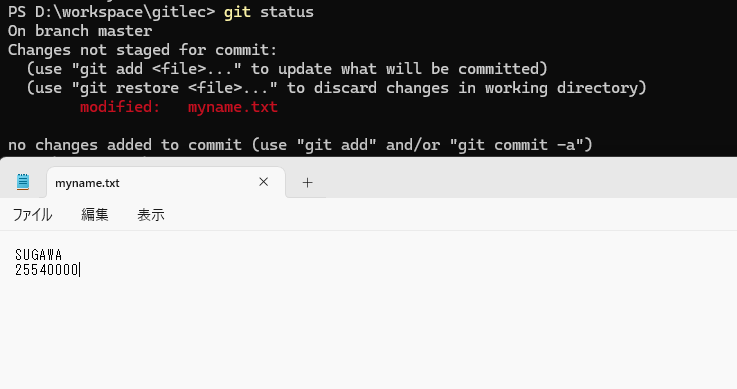 PS D:\workspace\gitlec> git status
On branch master
Changes not staged for commit:
  (use "git add <file>..." to update what will be committed)
  (use "git restore <file>..." to discard changes in working directory)
        modified:   myname.txt

no changes added to commit (use "git add" and/or "git commit -a")
myname.txt
ファイル 編集 表示
SUGAWA
25540000